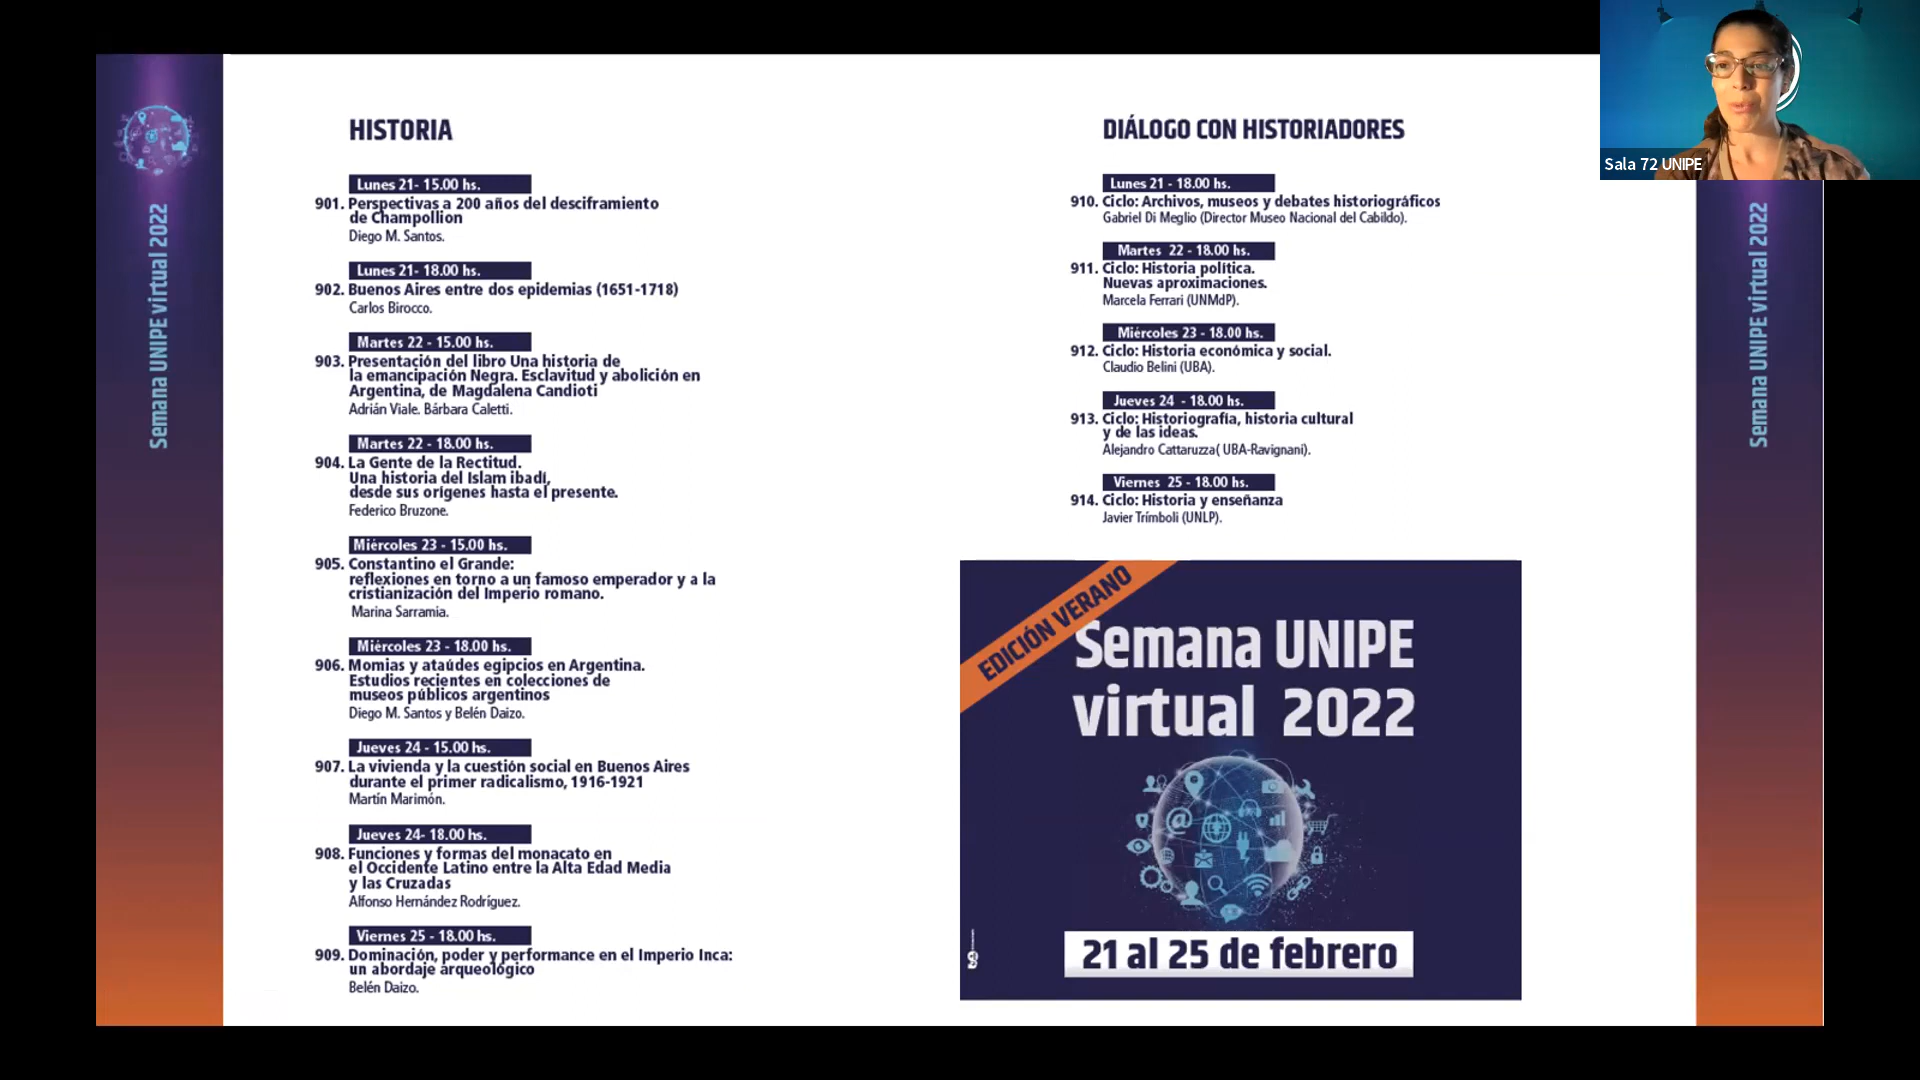 Semana UNIPE virtual 2022
HISTORIA
Lunes 21- 15.00 hs.
901. Perspectivas a 200 años del desciframiento
de Champollion
Diego M. Santos.
Lunes 21- 18.00 hs.
902. Buenos Aires entre dos epidemias (1651-1718)
Carlos Birocco.
Martes 22 - 15.00 hs.
903. Presentación del libro Una historia de
la emancipación Negra. Esclavitud y abolición en
Argentina, de Magdalena Candioti
Adrián Viale. Bárbara Caletti.
Martes 22 - 18.00 hs.
904. La Gente de la Rectitud.
Una historia del Islam ibadí,
desde sus orígenes hasta el presente.
Federico Bruzone.
Miércoles 23 - 15.00 hs.
905. Constantino el Grande:
reflexiones en torno a un famoso emperador y a la
cristianización del Imperio romano.
Marina Sarramia.
Miércoles 23 - 18.00 hs.
906. Momias y ataúdes egipcios en Argentina.
Estudios recientes en colecciones de
museos públicos argentinos
Diego M. Santos y Belén Daizo.
Jueves 24 - 15.00 hs.
907. La vivienda y la cuestión social en Buenos Aires
durante el primer radicalismo, 1916-1921
Martín Marimón.
Jueves 24- 18.00 hs.
908. Funciones y formas del monacato en
el Occidente Latino entre la Alta Edad Media
y las Cruzadas
Alfonso Hernández Rodríguez.
Viernes 25 - 18.00 hs.
909. Dominación, poder y performance en el Imperio Inca:
un abordaje arqueológico
Belén Daizo.
DIÁLOGO CON HISTORIADORES
Lunes 21 - 18.00 hs.
910. Ciclo: Archivos, museos y debates historiográficos
Gabriel Di Meglio (Director Museo Nacional del Cabildo).
Martes 22 - 18.00 hs.
911. Ciclo: Historia política.
Nuevas aproximaciones.
Marcela Ferrari (UNMdP).
Miércoles 23 - 18.00 hs.
912. Ciclo: Historia económica y social.
Claudio Belini (UBA).
Jueves 24 - 18.00 hs.
913. Ciclo: Historiografía, historia cultural
y de las ideas.
Alejandro Cattaruzza( UBA-Ravignani).
Viernes 25 - 18.00 hs.
914. Ciclo: Historia y enseñanza
Javier Trímboli (UNLP).
EDICIÓN VERANO
Semana UNIPE
virtual 2022
21 al 25 de febrero
Sala 72 UNIPE
Semana UNIPE virtual 2022